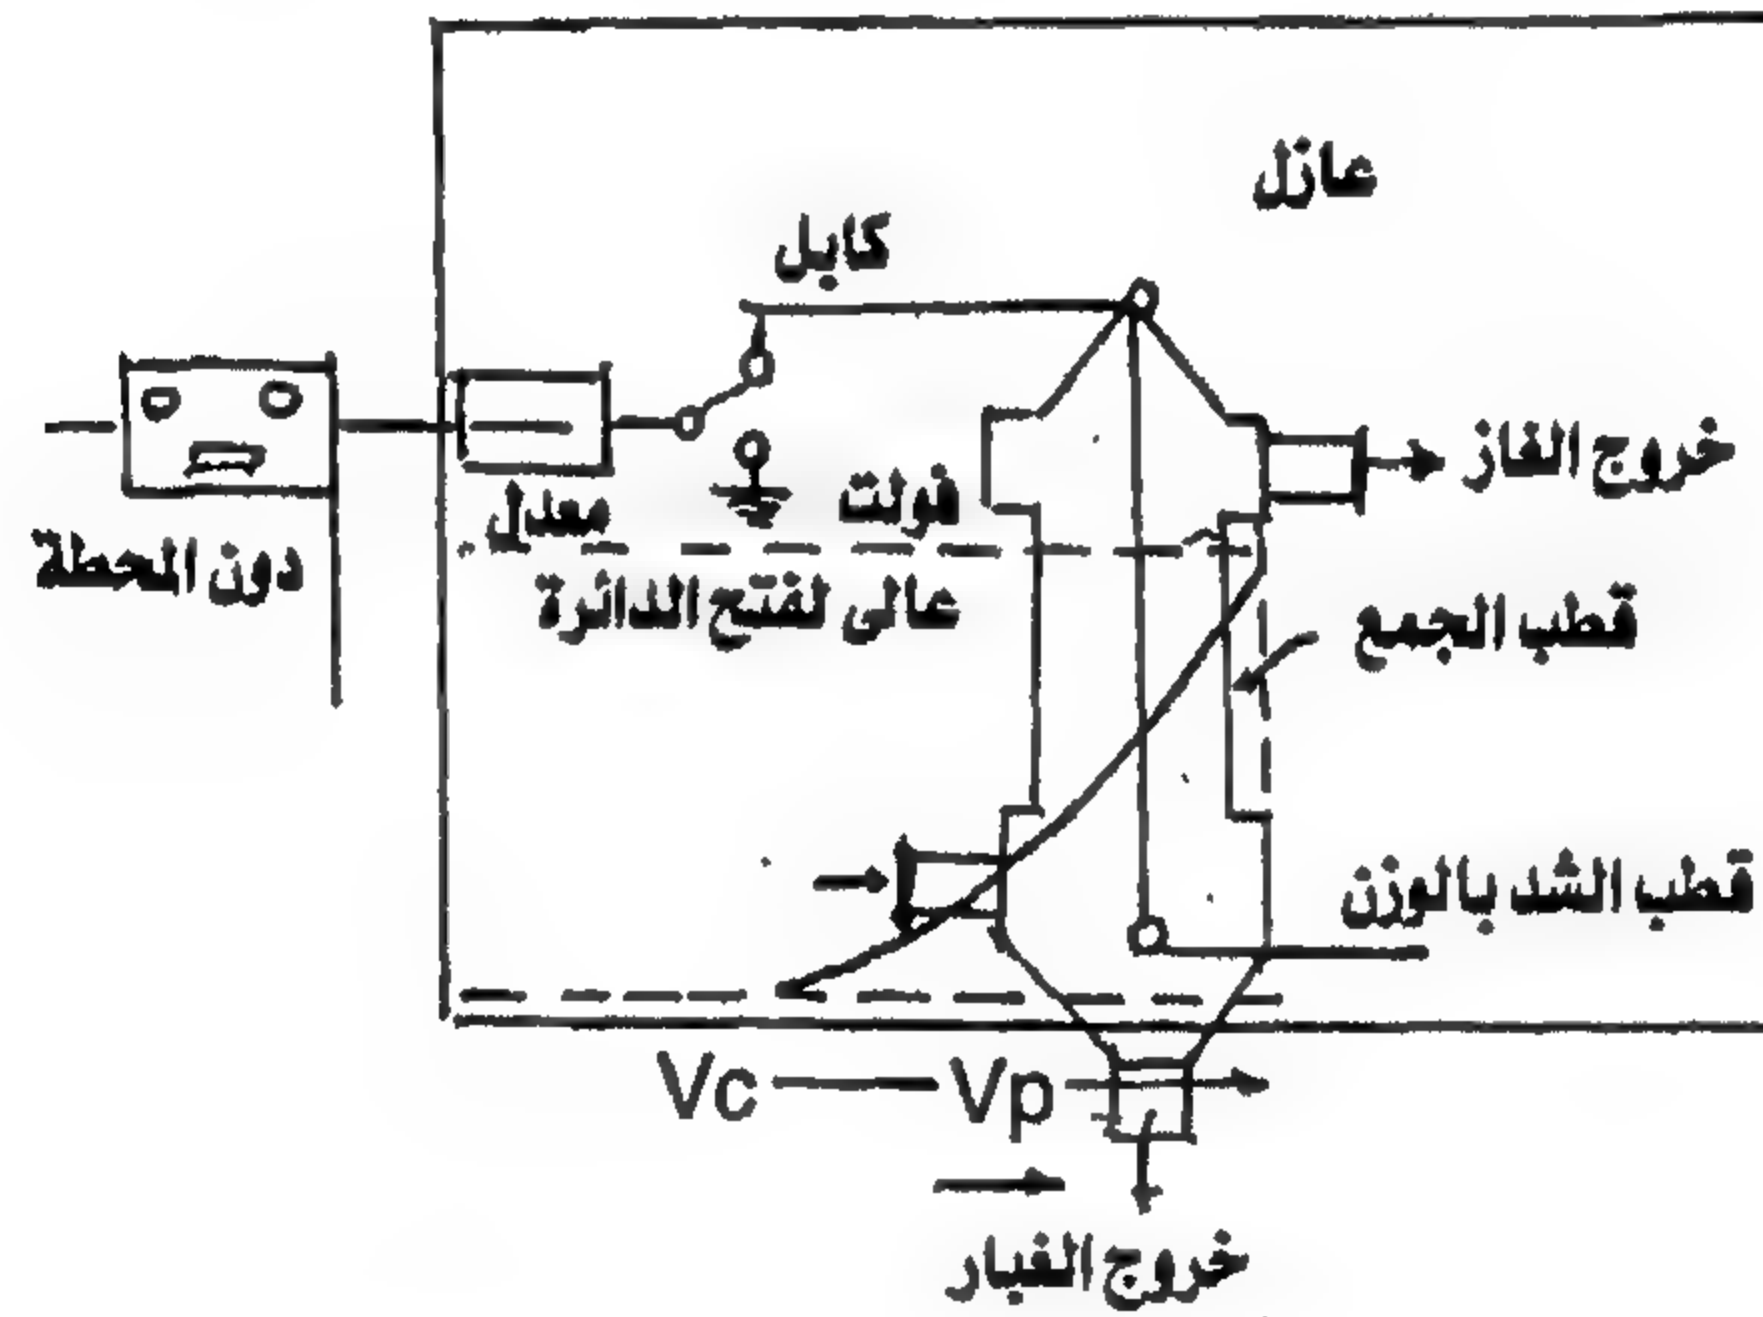 عازل
كابل
خروج الغاز
معدل
فولت
عالى لفتح الدائرة
دون المحطة
قطب الجمع
قطب الشد بالوزن
Vc — Vp
خروج الغبار